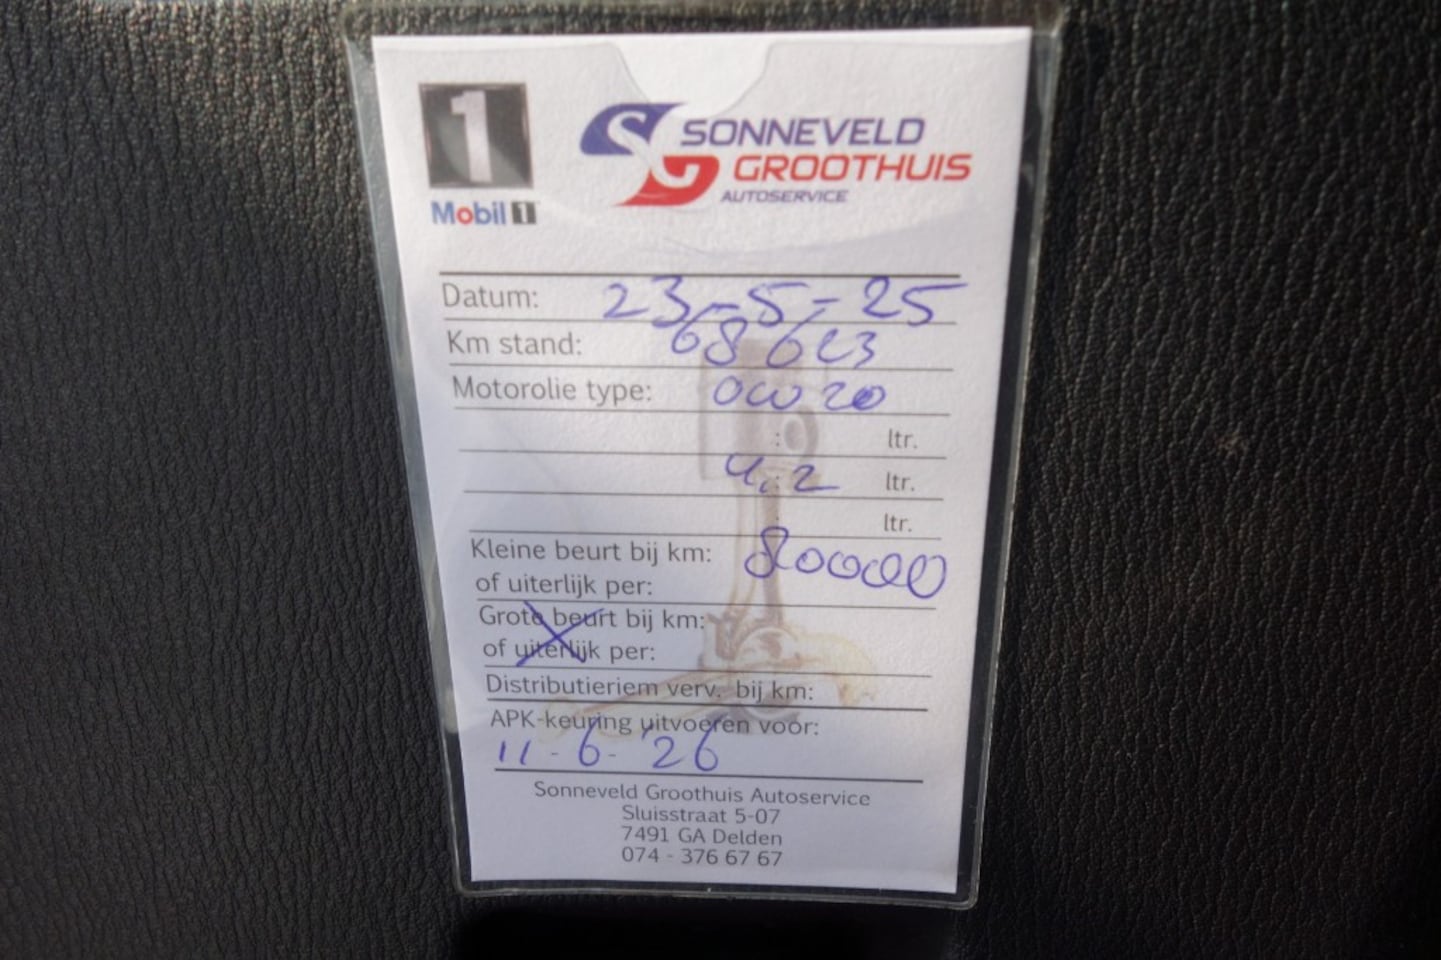 1
Mobil 1
SG SONNEVELD
GROOTHUIS
AUTOSERVICE
Datum: 23-5-25
Km stand: 68623
Motorolie type: 0W20
: ltr.
4,2 ltr.
: ltr.
Kleine beurt bij km: 80000
of uiterlijk per:
Grote beurt bij km:
of uiterlijk per:
Distributieriem verv. bij km:
APK-keuring uitvoeren voor:
11-6-'26
Sonneveld Groothuis Autoservice
Sluisstraat 5-07
7491 GA Delden
074 - 376 67 67